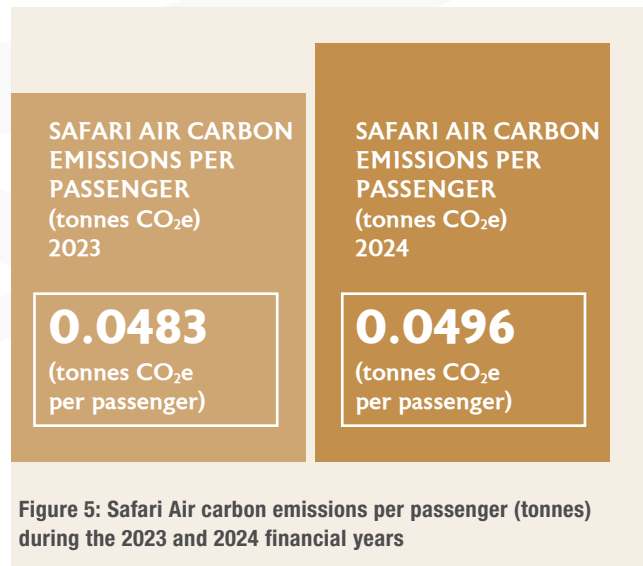 SAFARI AIR CARBON
EMISSIONS PER
PASSENGER
(tonnes CO₂e)
2023
0.0483
(tonnes CO₂e
per passenger)
SAFARI AIR CARBON
EMISSIONS PER
PASSENGER
(tonnes CO₂e)
2024
0.0496
(tonnes CO₂e
per passenger)
Figure 5: Safari Air carbon emissions per passenger (tonnes)
during the 2023 and 2024 financial years